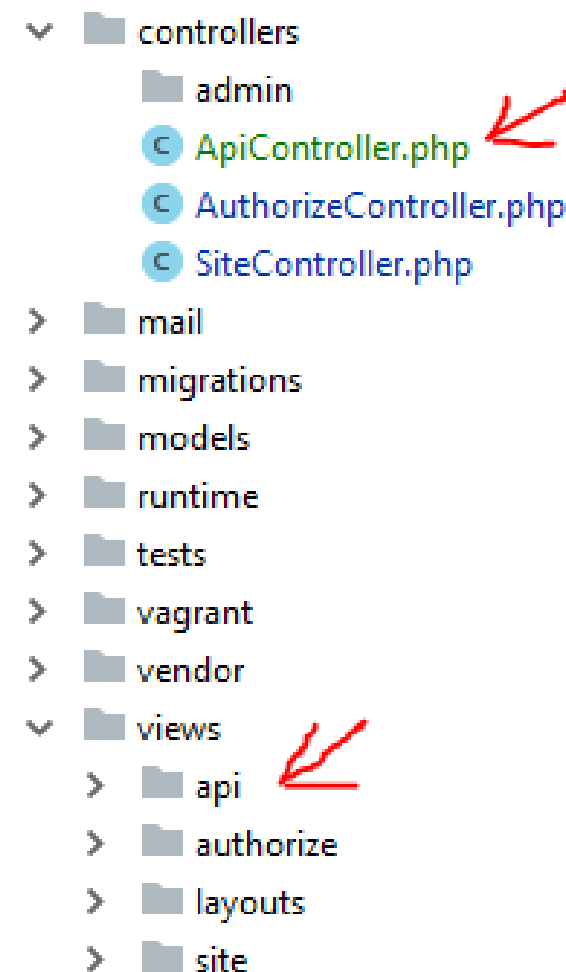 controllers
admin
C ApiController.php
C AuthorizeController.php
C SiteController.php
mail
migrations
models
runtime
tests
vagrant
vendor
views
api
authorize
layouts
site